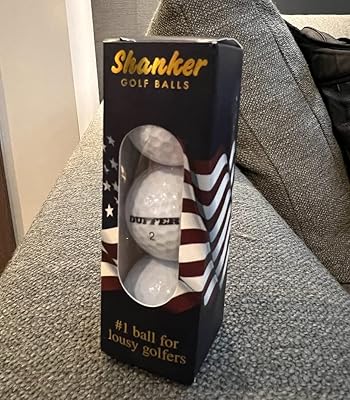 Shanker
GOLF BALLS
DUFFER
2
#1 ball for
lousy golfers